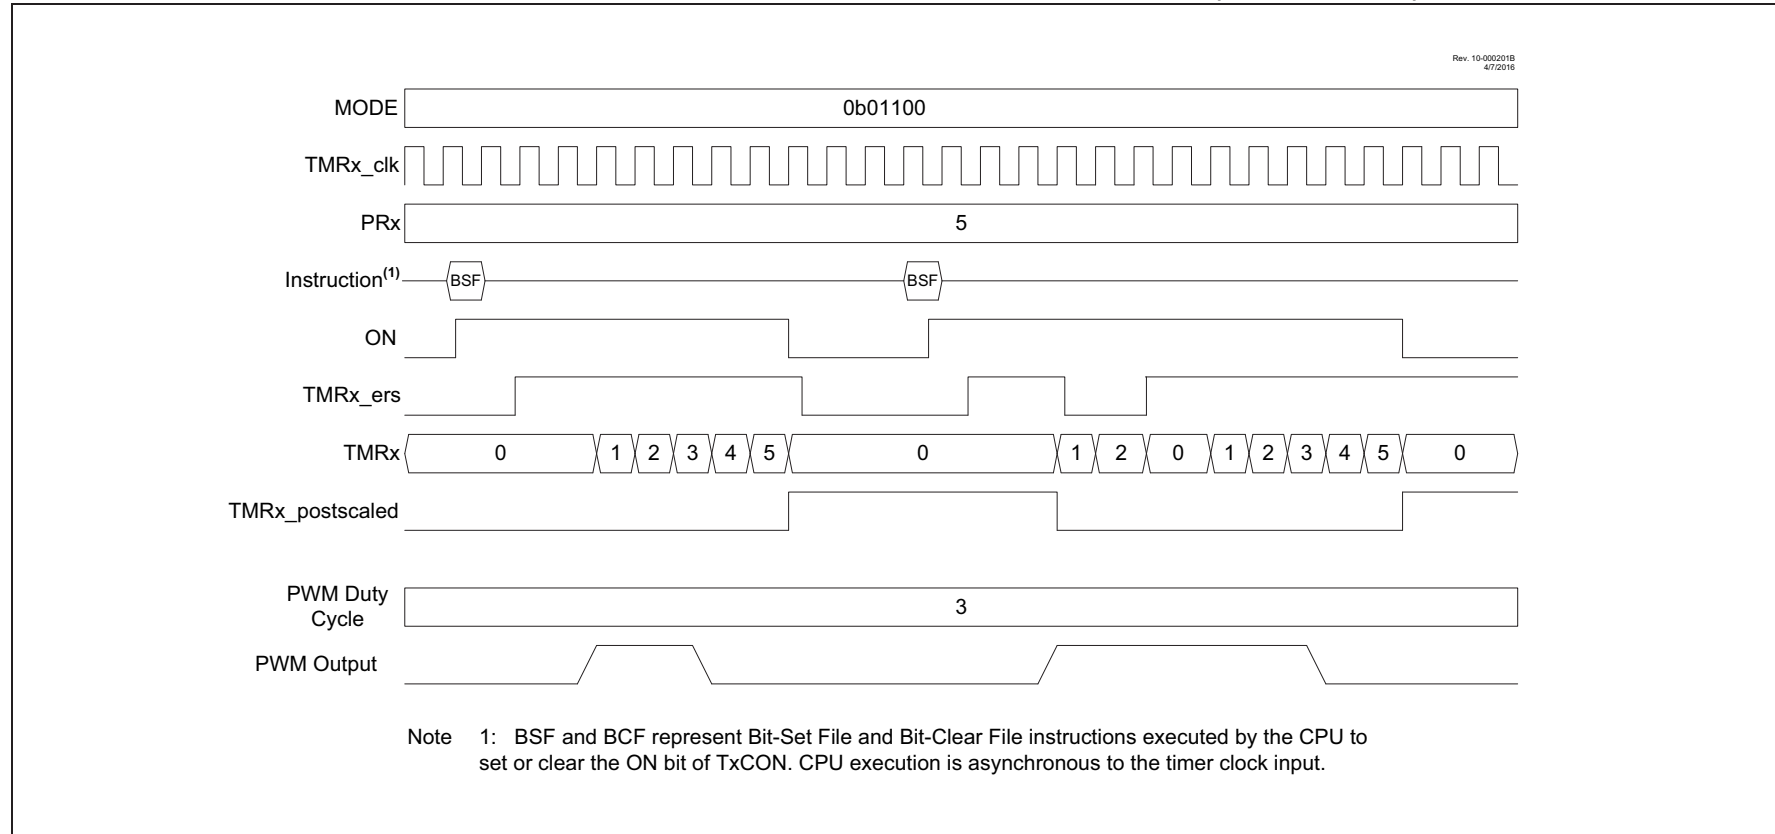 Rev. 10-000201B
4/7/2016
MODE 0b01100
TMRx_clk
PRx 5
Instruction(1) BSF BSF
ON
TMRx_ers
TMRx 0 1 2 3 4 5 0 1 2 0 1 2 3 4 5 0
TMRx_postscaled
PWM Duty
Cycle 3
PWM Output
Note 1: BSF and BCF represent Bit-Set File and Bit-Clear File instructions executed by the CPU to
set or clear the ON bit of TxCON. CPU execution is asynchronous to the timer clock input.